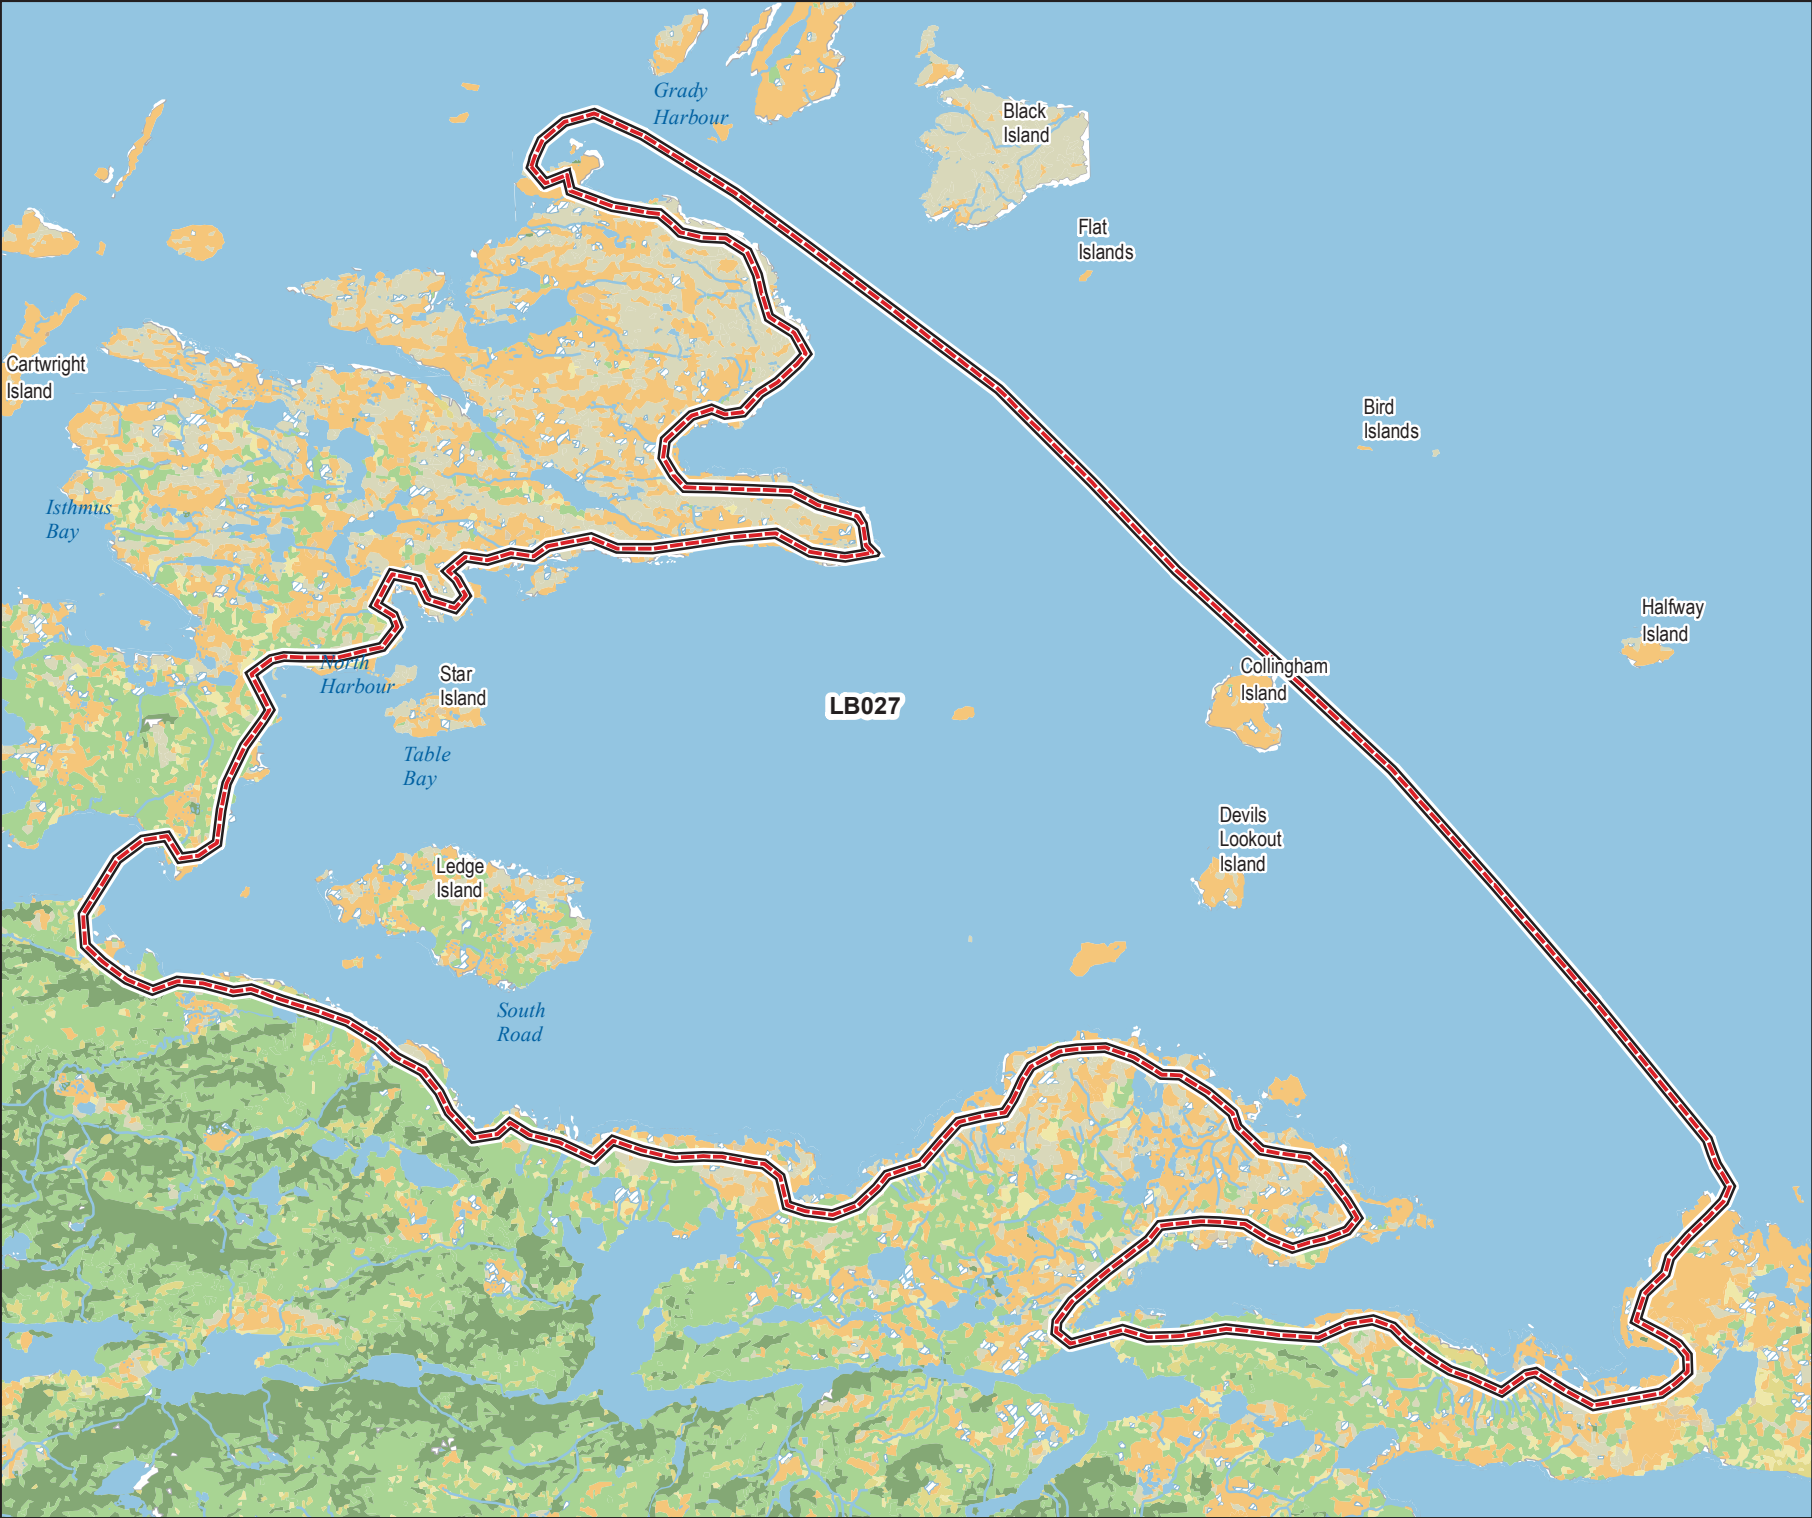 Grady
Harbour
Black
Island
Flat
Islands
Cartwright
Island
Bird
Islands
Isthmus
Bay
Halfway
Island
North
Harbour
Star
Island
Collingham
Island
LB027
Table
Bay
Devils
Lookout
Island
Ledge
Island
South
Road